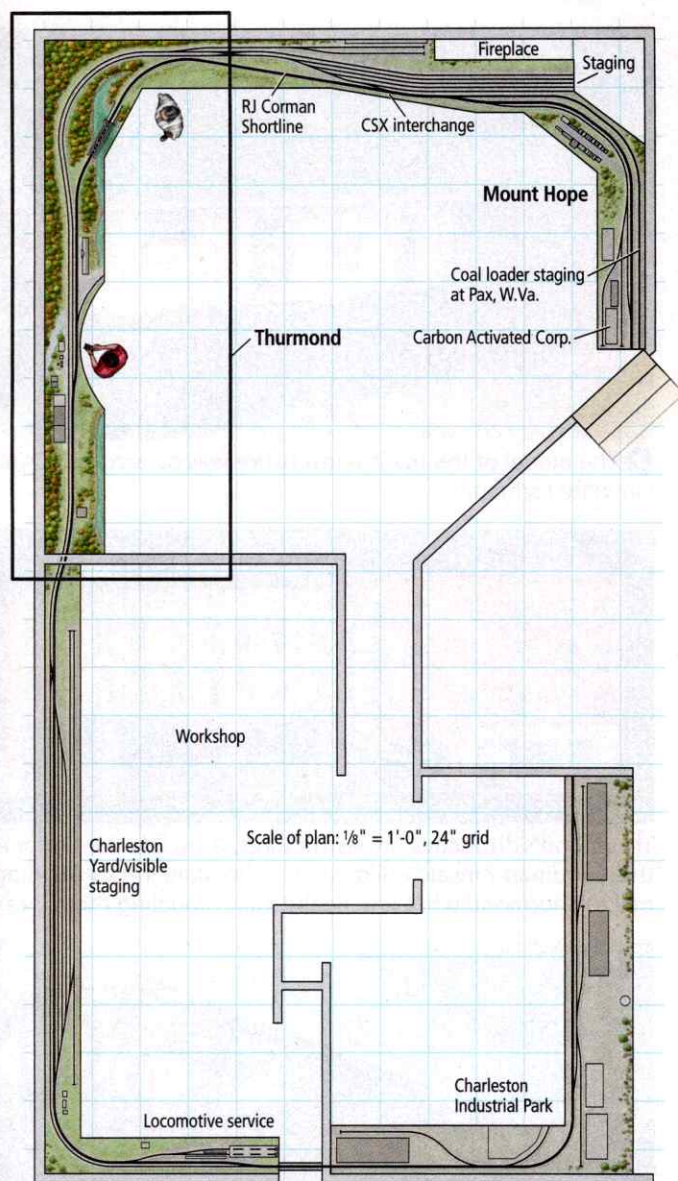 Fireplace
Staging
RJ Corman
Shortline
CSX interchange
Mount Hope
Coal loader staging
at Pax, W.Va.
Carbon Activated Corp.
Thurmond
Workshop
Scale of plan: 1/8" = 1'-0", 24" grid
Charleston
Yard/visible
staging
Charleston
Industrial Park
Locomotive service